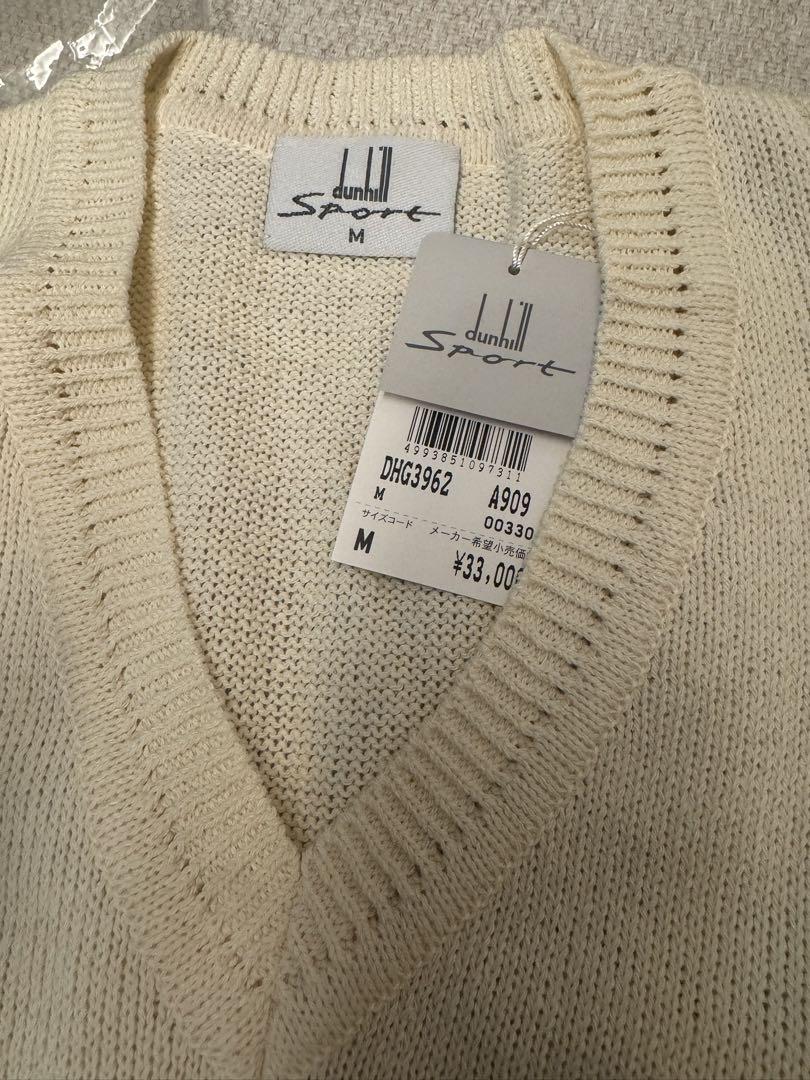 dunhill
Sport
M
dunhill
Sport
4993851097311
DHG3962
A909
M
00330
サイズコード
メーカー希望小売価
M
¥33,00